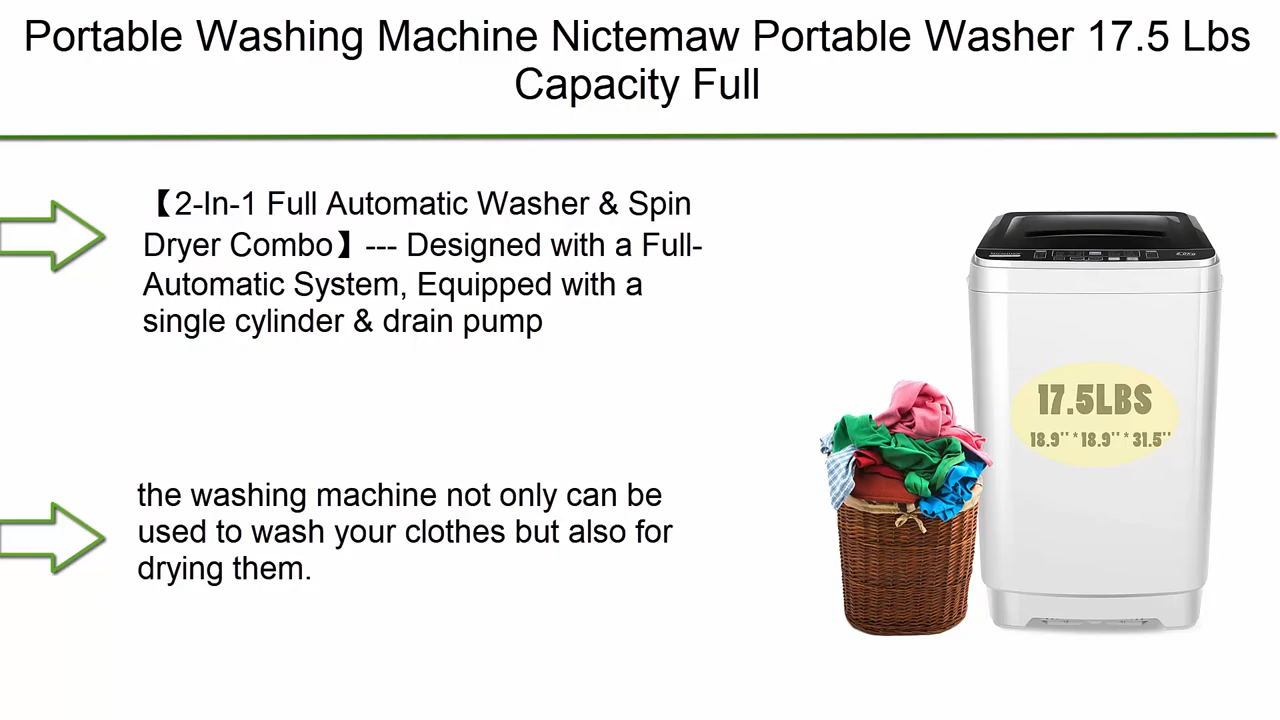 Portable Washing Machine Nictemaw Portable Washer 17.5 Lbs
Capacity Full
【2-In-1 Full Automatic Washer & Spin
Dryer Combo】--- Designed with a Full-
Automatic System, Equipped with a
single cylinder & drain pump
the washing machine not only can be
used to wash your clothes but also for
drying them.
17.5LBS
18.9'' * 18.9'' * 31.5''